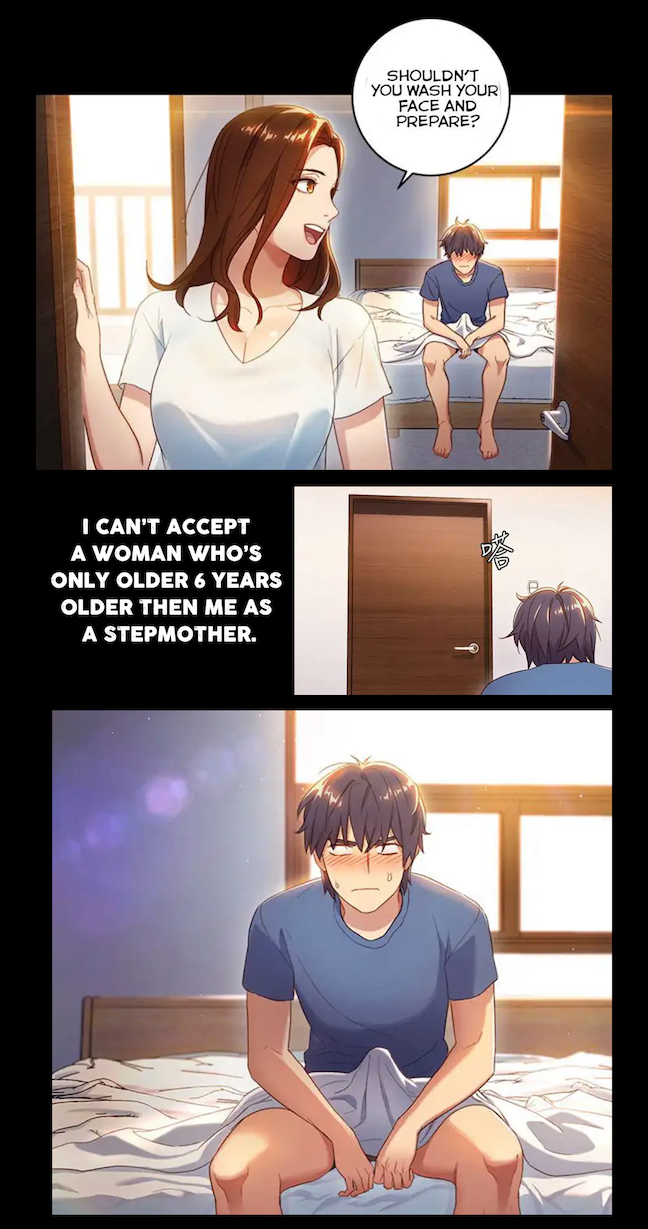 SHOULDN'T
YOU WASH YOUR
FACE AND
PREPARE?
I CAN'T ACCEPT
A WOMAN WHO'S
ONLY OLDER 6 YEARS
OLDER THEN ME AS
A STEPMOTHER.
嗒